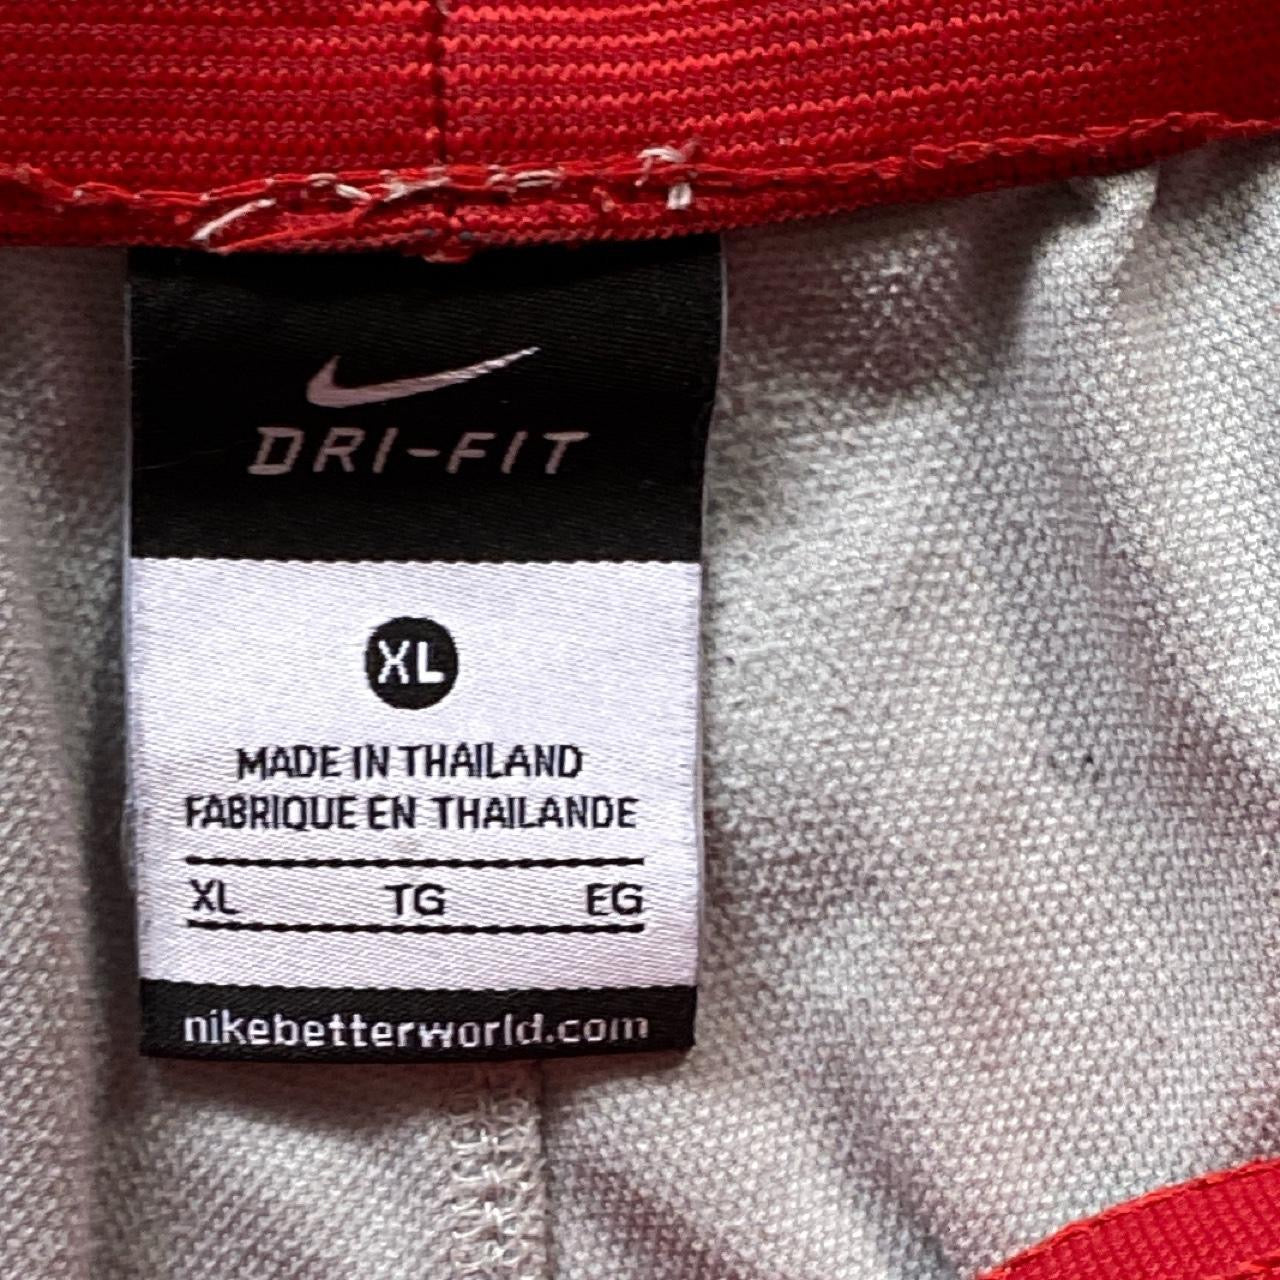 DRI-FIT
XL
MADE IN THAILAND
FABRIQUE EN THAILANDE
XL TG EG
nikebetterworld.com